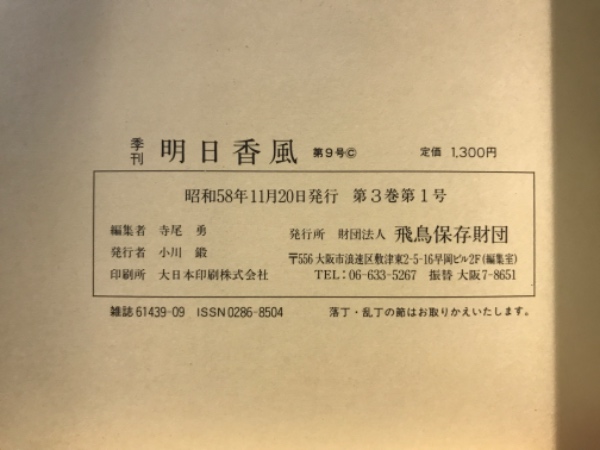 季刊 明日香風 第9号© 定価 1,300円
昭和58年11月20日発行 第3巻第1号
編集者 寺尾 勇
発行者 小川 鍛
印刷所 大日本印刷株式会社
発行所 財団法人 飛鳥保存財団
〒556 大阪市浪速区敷津東2-5-16早岡ビル2F(編集室)
TEL:06-633-5267 振替 大阪7-8651
雑誌 61439-09 ISSN0286-8504 落丁・乱丁の節はお取りかえいたします。